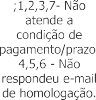 ;1,2,3,7- Não
atende a
condição de
pagamento/prazo
4,5,6 - Não
respondeu e-mail
de homologação.